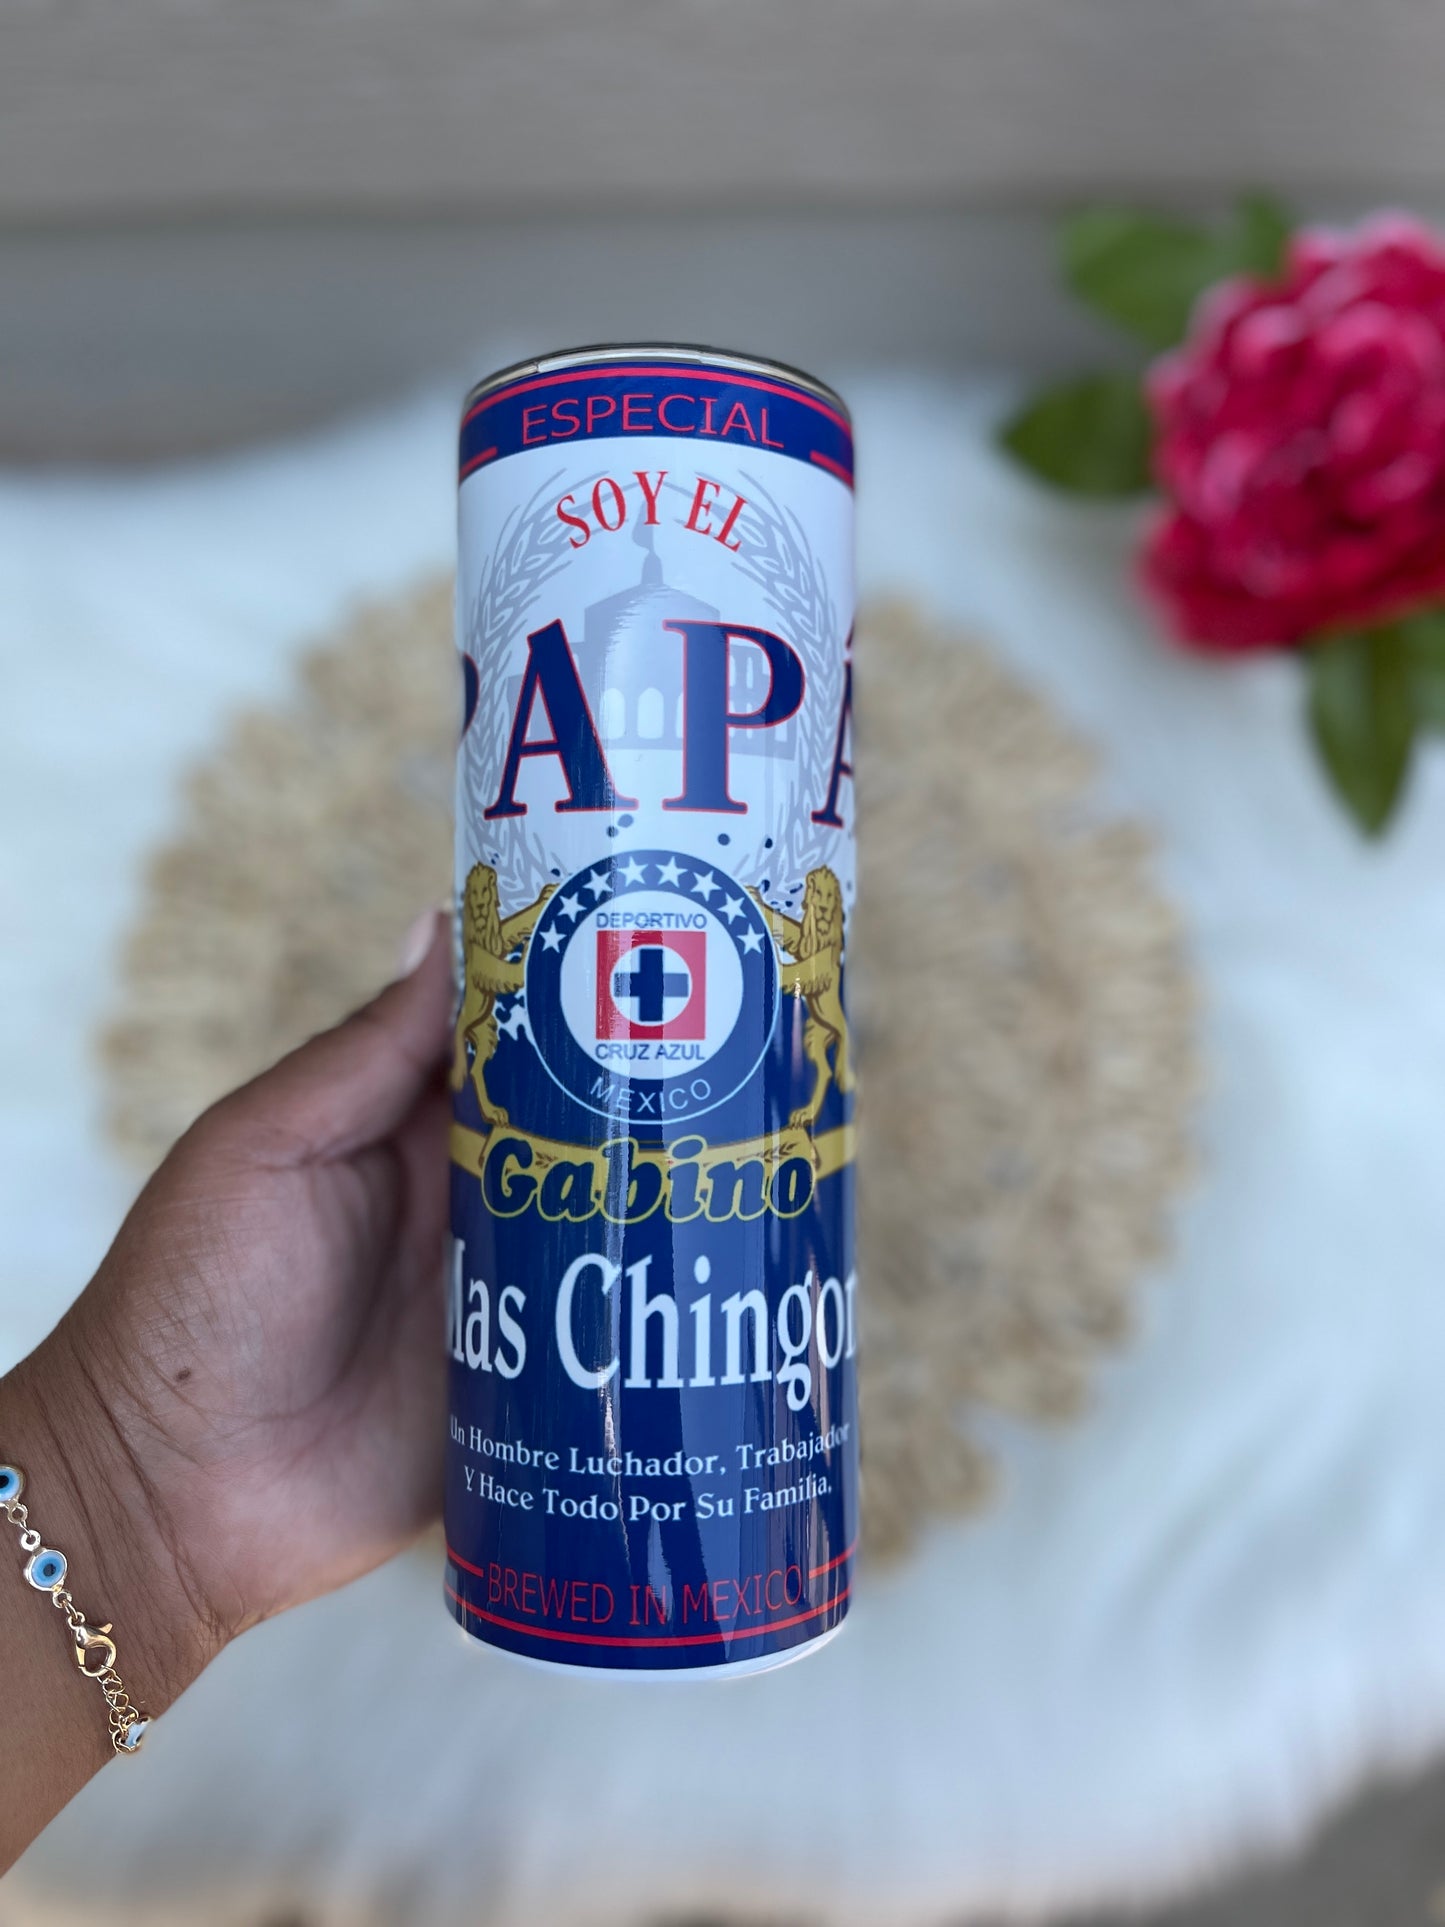 ESPECIAL
SOY EL
PAPÁ
DEPORTIVO
CRUZ AZUL
MEXICO
Gabino
Mas Chingon
Un Hombre Luchador, Trabajador
Y Hace Todo Por Su Familia,
BREWED IN MEXICO